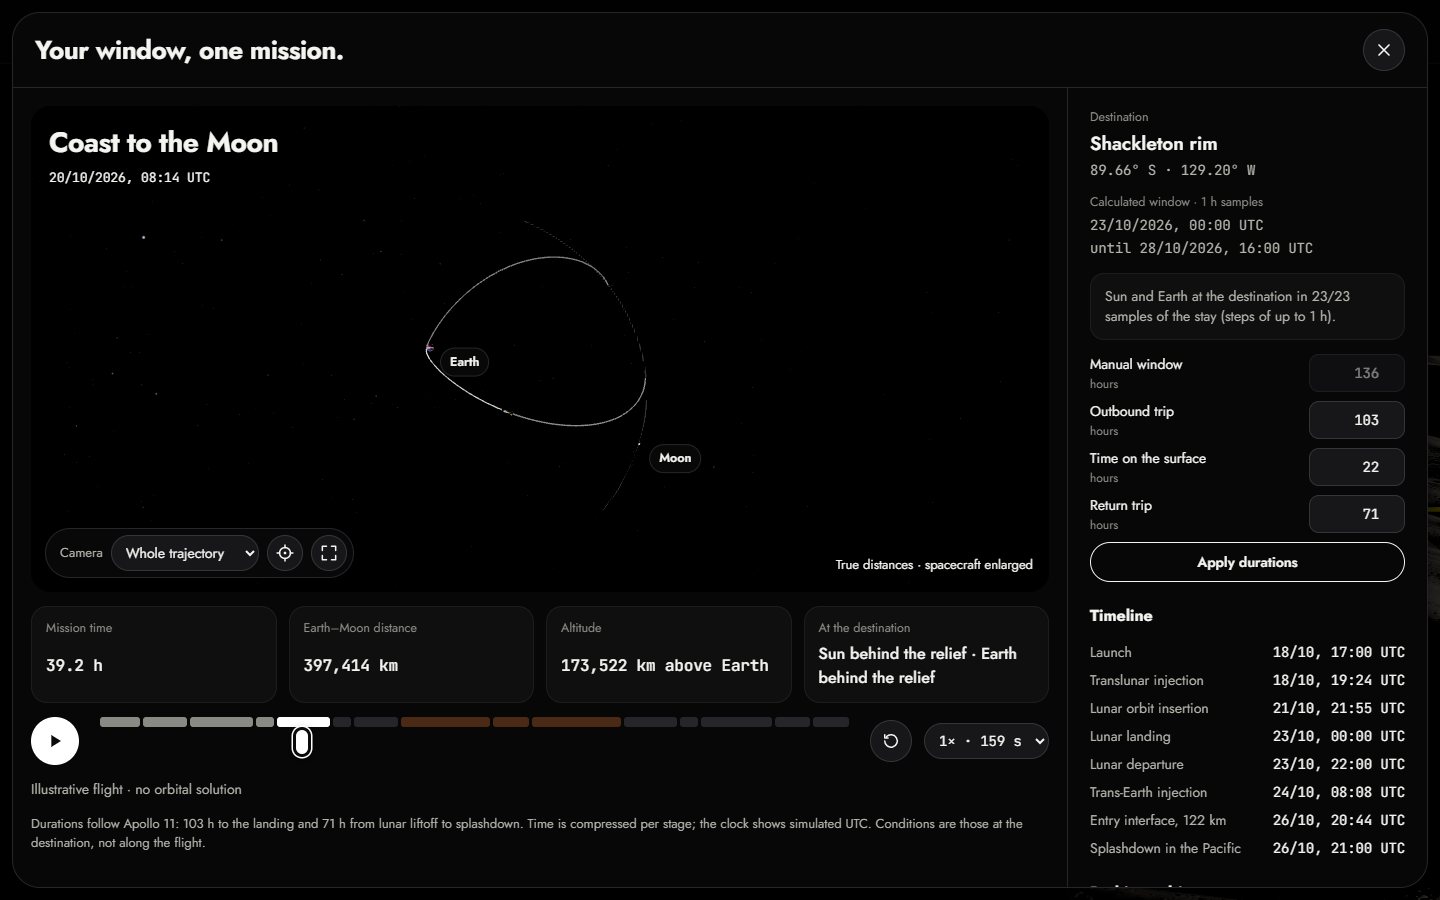 Your window, one mission.
Coast to the Moon
20/10/2026, 08:14 UTC
Earth
Moon
Camera
Whole trajectory
True distances · spacecraft enlarged
Mission time
39.2 h
Earth–Moon distance
397,414 km
Altitude
173,522 km above Earth
At the destination
Sun behind the relief · Earth
behind the relief
1× · 159 s
Illustrative flight · no orbital solution
Durations follow Apollo 11: 103 h to the landing and 71 h from lunar liftoff to splashdown. Time is compressed per stage; the clock shows simulated UTC. Conditions are those at the
destination, not along the flight.
Destination
Shackleton rim
89.66° S · 129.20° W
Calculated window · 1 h samples
23/10/2026, 00:00 UTC
until 28/10/2026, 16:00 UTC
Sun and Earth at the destination in 23/23
samples of the stay (steps of up to 1 h).
Manual window
hours
136
Outbound trip
hours
103
Time on the surface
hours
22
Return trip
hours
71
Apply durations
Timeline
Launch 18/10, 17:00 UTC
Translunar injection 18/10, 19:24 UTC
Lunar orbit insertion 21/10, 21:55 UTC
Lunar landing 23/10, 00:00 UTC
Lunar departure 23/10, 22:00 UTC
Trans-Earth injection 24/10, 08:08 UTC
Entry interface, 122 km 26/10, 20:44 UTC
Splashdown in the Pacific 26/10, 21:00 UTC